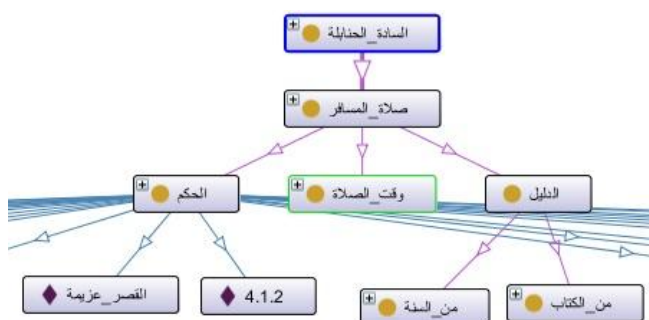 السادة_الحنابلة
صلاة_المسافر
الدليل
وقت_الصلاة
الحكم
من_الكتاب
من_السنة
4.1.2
القصر_عزيمة